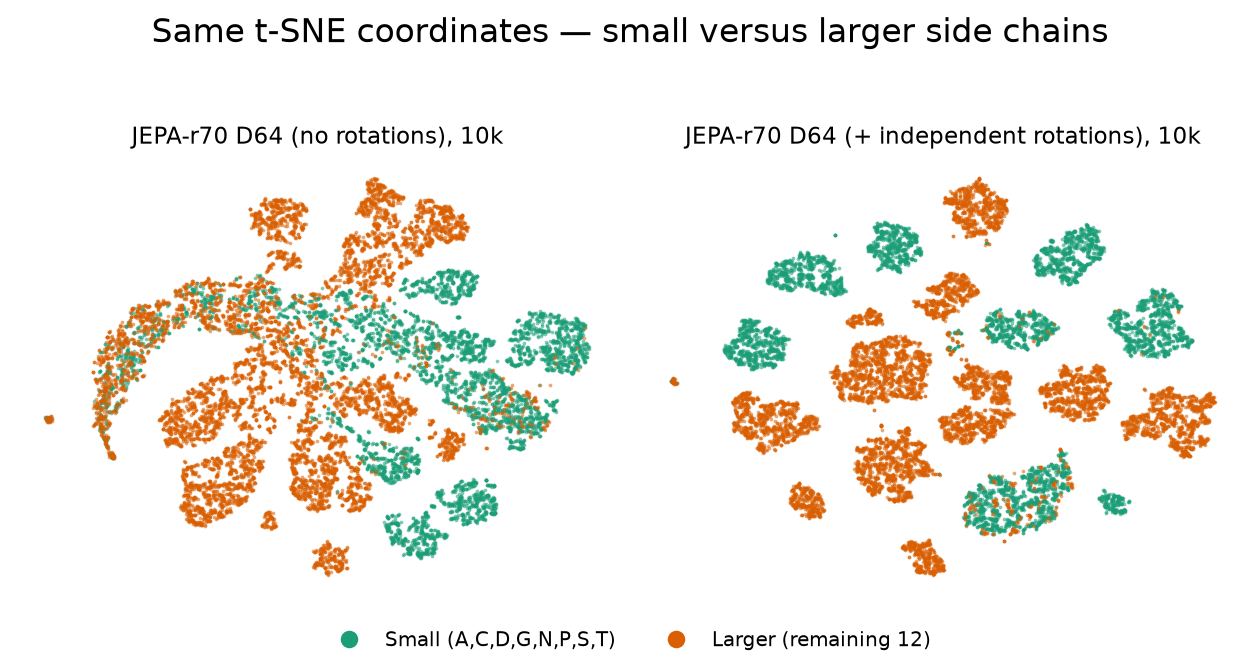 Same t-SNE coordinates — small versus larger side chains
JEPA-r70 D64 (no rotations), 10k
JEPA-r70 D64 (+ independent rotations), 10k
Small (A,C,D,G,N,P,S,T)
Larger (remaining 12)